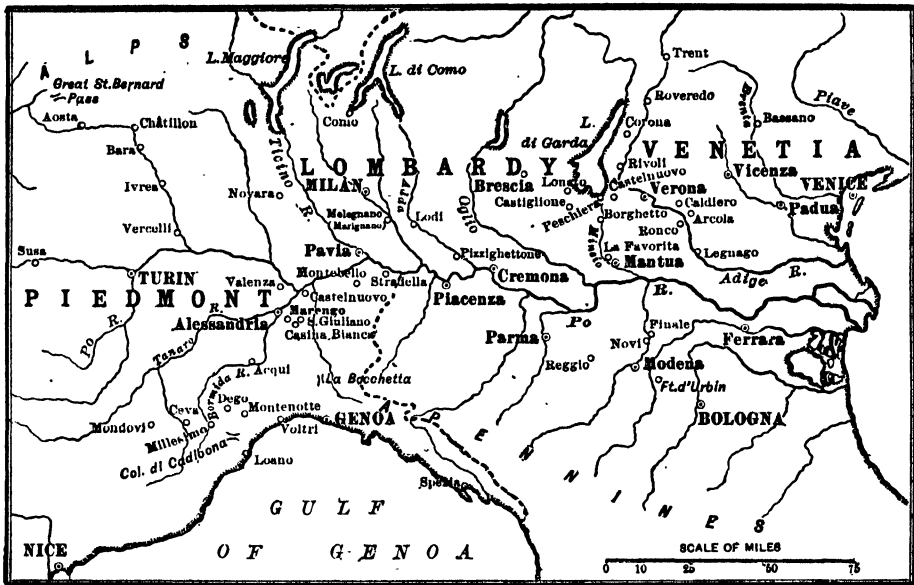 ALPS
Great St. Bernard
Pass
Aosta
Châtillon
Bara
Ivrea
Vercelli
Susa
TURIN
PIEDMONT
Po R.
Tanaro R.
L. Maggiore
L. di Como
Como
Ticino R.
Novara
LOMBARDY
MILAN
Adda
Melegnano
(Marignano)
Lodi
Oglio
Brescia
Lonato
Castiglione
Peschiera
L.
di Garda
Trent
Roveredo
Corona
Rivoli
Castelnuovo
Verona
Borghetto
Mincio
La Favorita
Mantua
Caldiero
Arcola
Ronco
Legnago
Adige R.
VENETIA
Brenta
Bassano
Piave
Vicenza
VENICE
Padua
Pavia
Montebello
Stradella
Pizzighettone
Cremona
Piacenza
Valenza
Castelnuovo
Marengo
Alessandria
S. Giuliano
Casina Bianca
Po
R.
Parma
Reggio
Finale
Novi
Modena
Ft. d'Urbin
Ferrara
BOLOGNA
Bormida R.
Acqui
La Bocchetta
Dego
Ceva
Montenotte
Mondovi
Millesimo
Col. di Cadibona
Voltri
GENOA
Loano
Spezia
APENNINES
GULF
OF GENOA
NICE
SCALE OF MILES
0 10 25 50 75